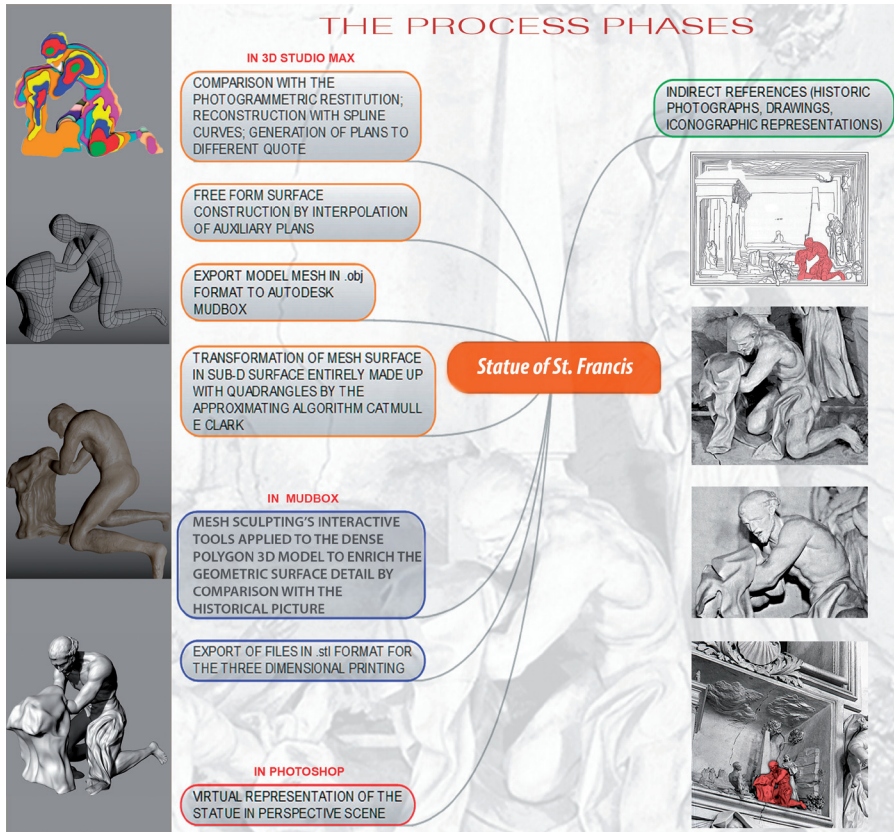 THE PROCESS PHASES
IN 3D STUDIO MAX
COMPARISON WITH THE
PHOTOGRAMMETRIC RESTITUTION;
RECONSTRUCTION WITH SPLINE
CURVES; GENERATION OF PLANS TO
DIFFERENT QUOTE
FREE FORM SURFACE
CONSTRUCTION BY INTERPOLATION
OF AUXILIARY PLANS
EXPORT MODEL MESH IN .obj
FORMAT TO AUTODESK
MUDBOX
TRANSFORMATION OF MESH SURFACE
IN SUB-D SURFACE ENTIRELY MADE UP
WITH QUADRANGLES BY THE
APPROXIMATING ALGORITHM CATMULL
E CLARK
IN MUDBOX
MESH SCULPTING'S INTERACTIVE
TOOLS APPLIED TO THE DENSE
POLYGON 3D MODEL TO ENRICH THE
GEOMETRIC SURFACE DETAIL BY
COMPARISON WITH THE
HISTORICAL PICTURE
EXPORT OF FILES IN .stl FORMAT FOR
THE THREE DIMENSIONAL PRINTING
IN PHOTOSHOP
VIRTUAL REPRESENTATION OF THE
STATUE IN PERSPECTIVE SCENE
Statue of St. Francis
INDIRECT REFERENCES (HISTORIC
PHOTOGRAPHS, DRAWINGS,
ICONOGRAPHIC REPRESENTATIONS)